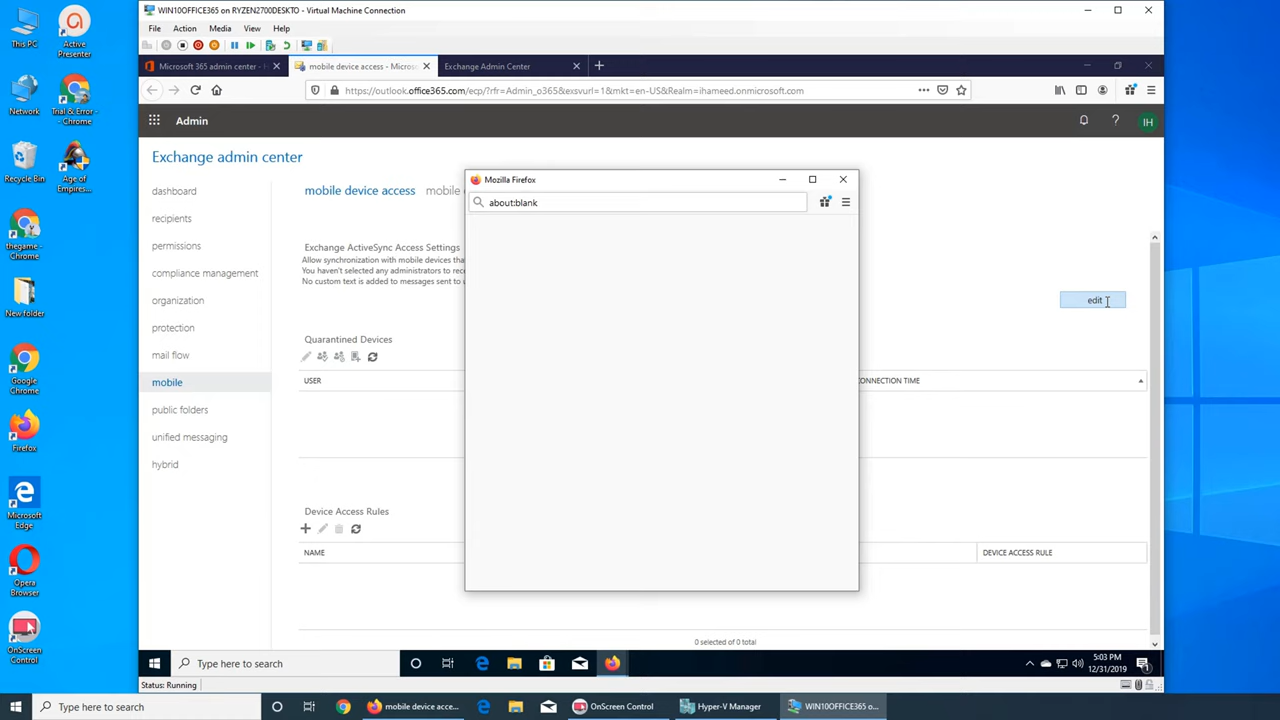 This PC
Active
Presenter
Network
Trial & Error -
Chrome
Recycle Bin
Age of
Empires...
thegame -
Chrome
New folder
Google
Chrome
Firefox
Microsoft
Edge
Opera
Browser
OnScreen
Control
WIN10OFFICE365 on RYZEN2700DESKTO - Virtual Machine Connection
File Action Media View Help
Microsoft 365 admin center - mobile device access - Micros Exchange Admin Center
https://outlook.office365.com/ecp/?rfr=Admin_o365&exsvurl=1&mkt=en-US&Realm=ihameed.onmicrosoft.com
Admin
IH
Exchange admin center
dashboard
recipients
permissions
compliance management
organization
protection
mail flow
mobile
public folders
unified messaging
hybrid
mobile device access mobile
Exchange ActiveSync Access Settings
Allow synchronization with mobile devices tha
You haven't selected any administrators to rec
No custom text is added to messages sent to u
edit
Quarantined Devices
USER
CONNECTION TIME
Device Access Rules
NAME
DEVICE ACCESS RULE
0 selected of 0 total
Mozilla Firefox
about:blank
Type here to search
5:03 PM
12/31/2019
1
Status: Running
Type here to search
mobile device acce...
OnScreen Control
Hyper-V Manager
WIN10OFFICE365 o...